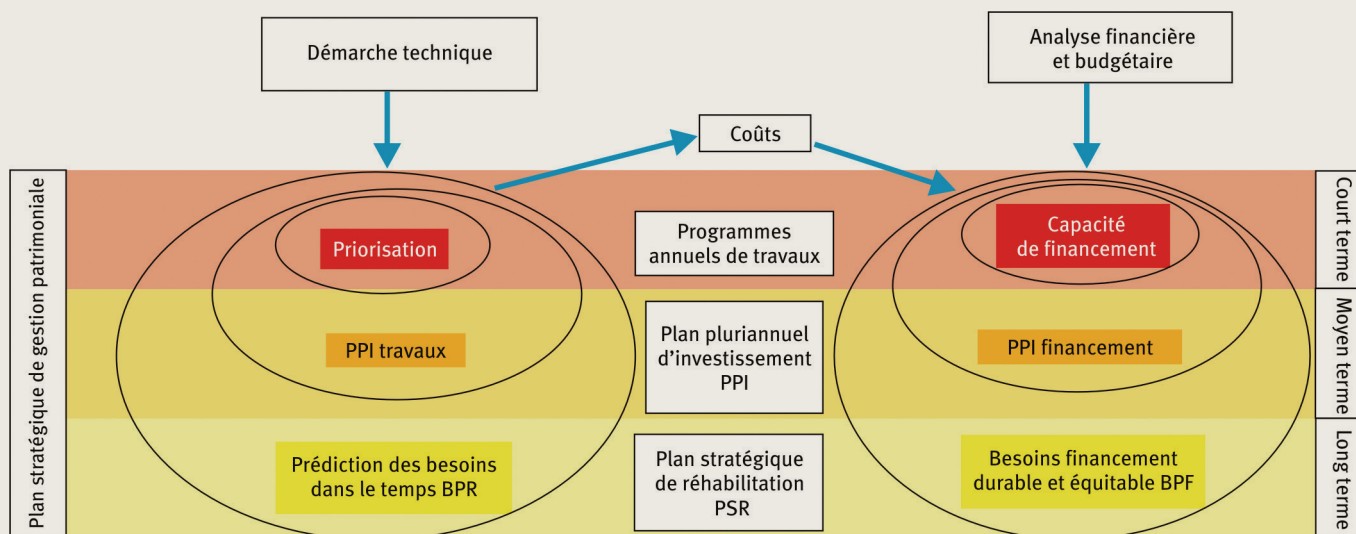 Démarche technique
Analyse financière
et budgétaire
Coûts
Plan stratégique de gestion patrimoniale
Priorisation
Programmes
annuels de travaux
Capacité
de financement
Court terme
PPI travaux
Plan pluriannuel
d'investissement
PPI
PPI financement
Moyen terme
Prédiction des besoins
dans le temps BPR
Plan stratégique
de réhabilitation
PSR
Besoins financement
durable et équitable BPF
Long terme